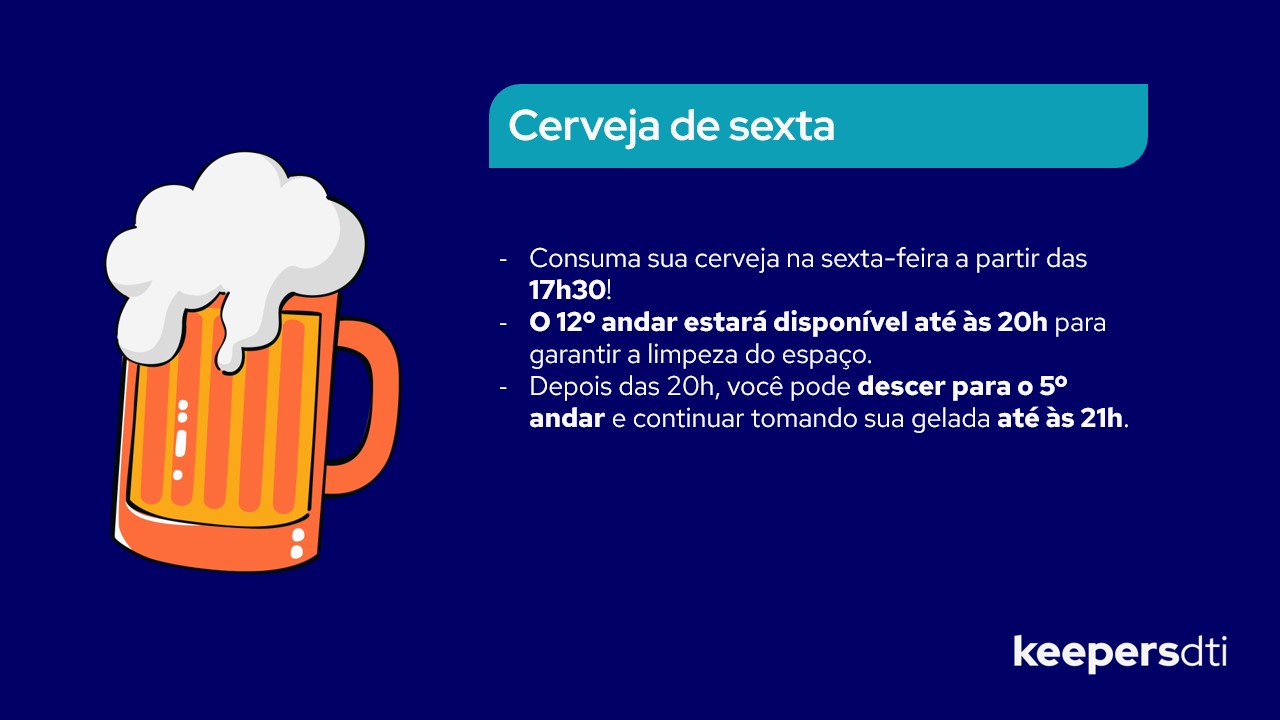 Cerveja de sexta
- Consuma sua cerveja na sexta-feira a partir das
17h30!
- O 12º andar estará disponível até às 20h para
garantir a limpeza do espaço.
- Depois das 20h, você pode descer para o 5º
andar e continuar tomando sua gelada até às 21h.
keepersdti